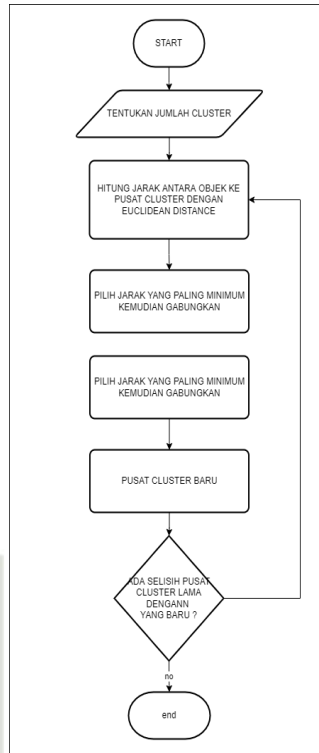 START
TENTUKAN JUMLAH CLUSTER
HITUNG JARAK ANTARA OBJEK KE
PUSAT CLUSTER DENGAN
EUCLIDEAN DISTANCE
PILIH JARAK YANG PALING MINIMUM
KEMUDIAN GABUNGKAN
PILIH JARAK YANG PALING MINIMUM
KEMUDIAN GABUNGKAN
PUSAT CLUSTER BARU
ADA SELISIH PUSAT
CLUSTER LAMA
DENGANN
YANG BARU ?
no
end